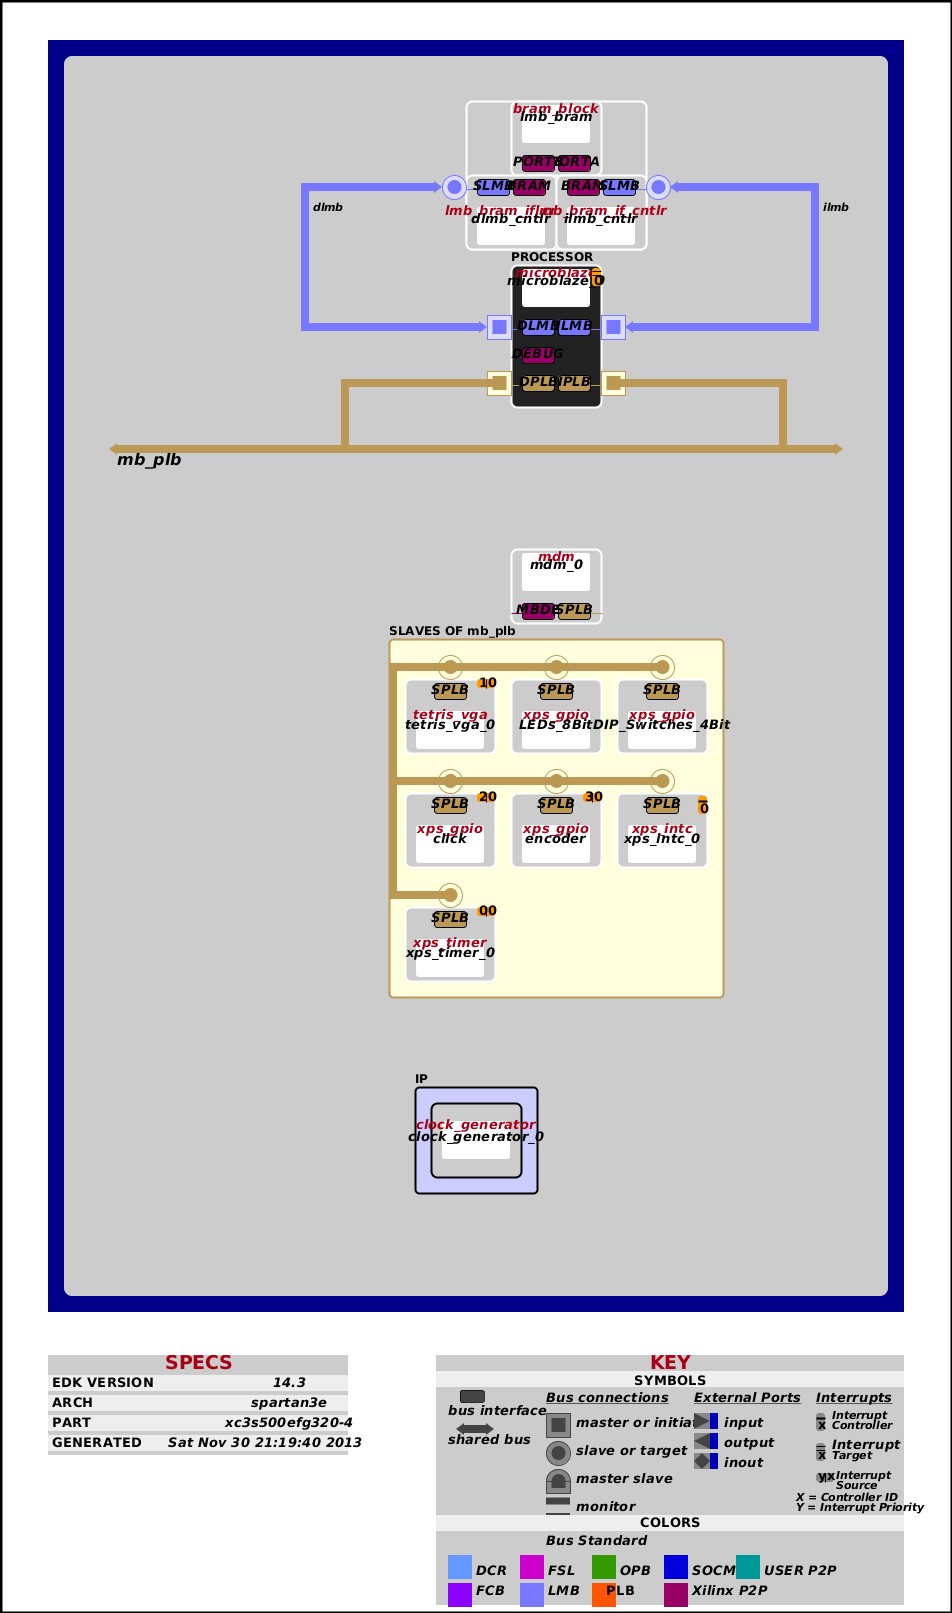 bram_block
lmb_bram
PORTB PORTA
SLMB BRAM BRAM SLMB
dlmb
ilmb
lmb_bram_if_cntlr lmb_bram_if_cntlr
dlmb_cntlr ilmb_cntlr
PROCESSOR
microblaze
microblaze_0
0
DLMB ILMB
DEBUG
DPLB IPLB
mb_plb
mdm
mdm_0
SPLB
SLAVES OF mb_plb
10
SPLB SPLB SPLB
tetris_vga xps_gpio xps_gpio
tetris_vga_0 LEDs_8Bit DIP_Switches_4Bit
20 30
SPLB SPLB SPLB 0
xps_gpio xps_gpio xps_intc
click encoder xps_intc_0
00
SPLB
xps_timer
xps_timer_0
IP
clock_generator
clock_generator_0
SPECS
EDK VERSION 14.3
ARCH spartan3e
PART xc3s500efg320-4
GENERATED Sat Nov 30 21:19:40 2013
KEY
SYMBOLS
bus interface
shared bus
Bus connections
master or initiat
slave or target
master slave
monitor
External Ports
input
output
inout
Interrupts
x Interrupt
Controller
x Interrupt
Target
yx Interrupt
Source
X = Controller ID
Y = Interrupt Priority
COLORS
Bus Standard
DCR FSL OPB SOCM USER P2P
FCB LMB PLB Xilinx P2P